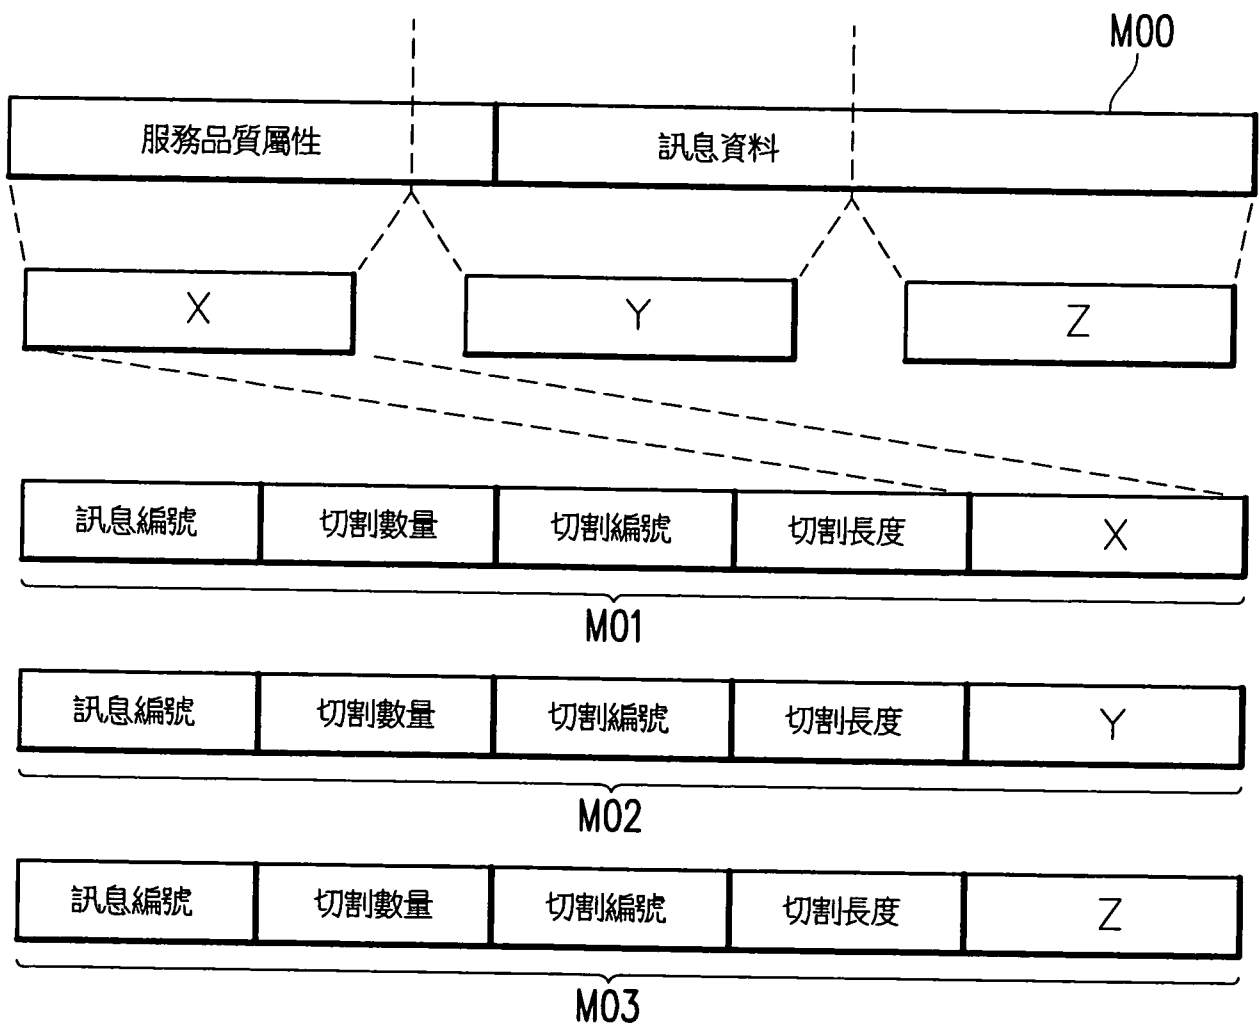 M00
服務品質屬性 訊息資料
X Y Z
訊息編號 切割數量 切割編號 切割長度 X
M01
訊息編號 切割數量 切割編號 切割長度 Y
M02
訊息編號 切割數量 切割編號 切割長度 Z
M03